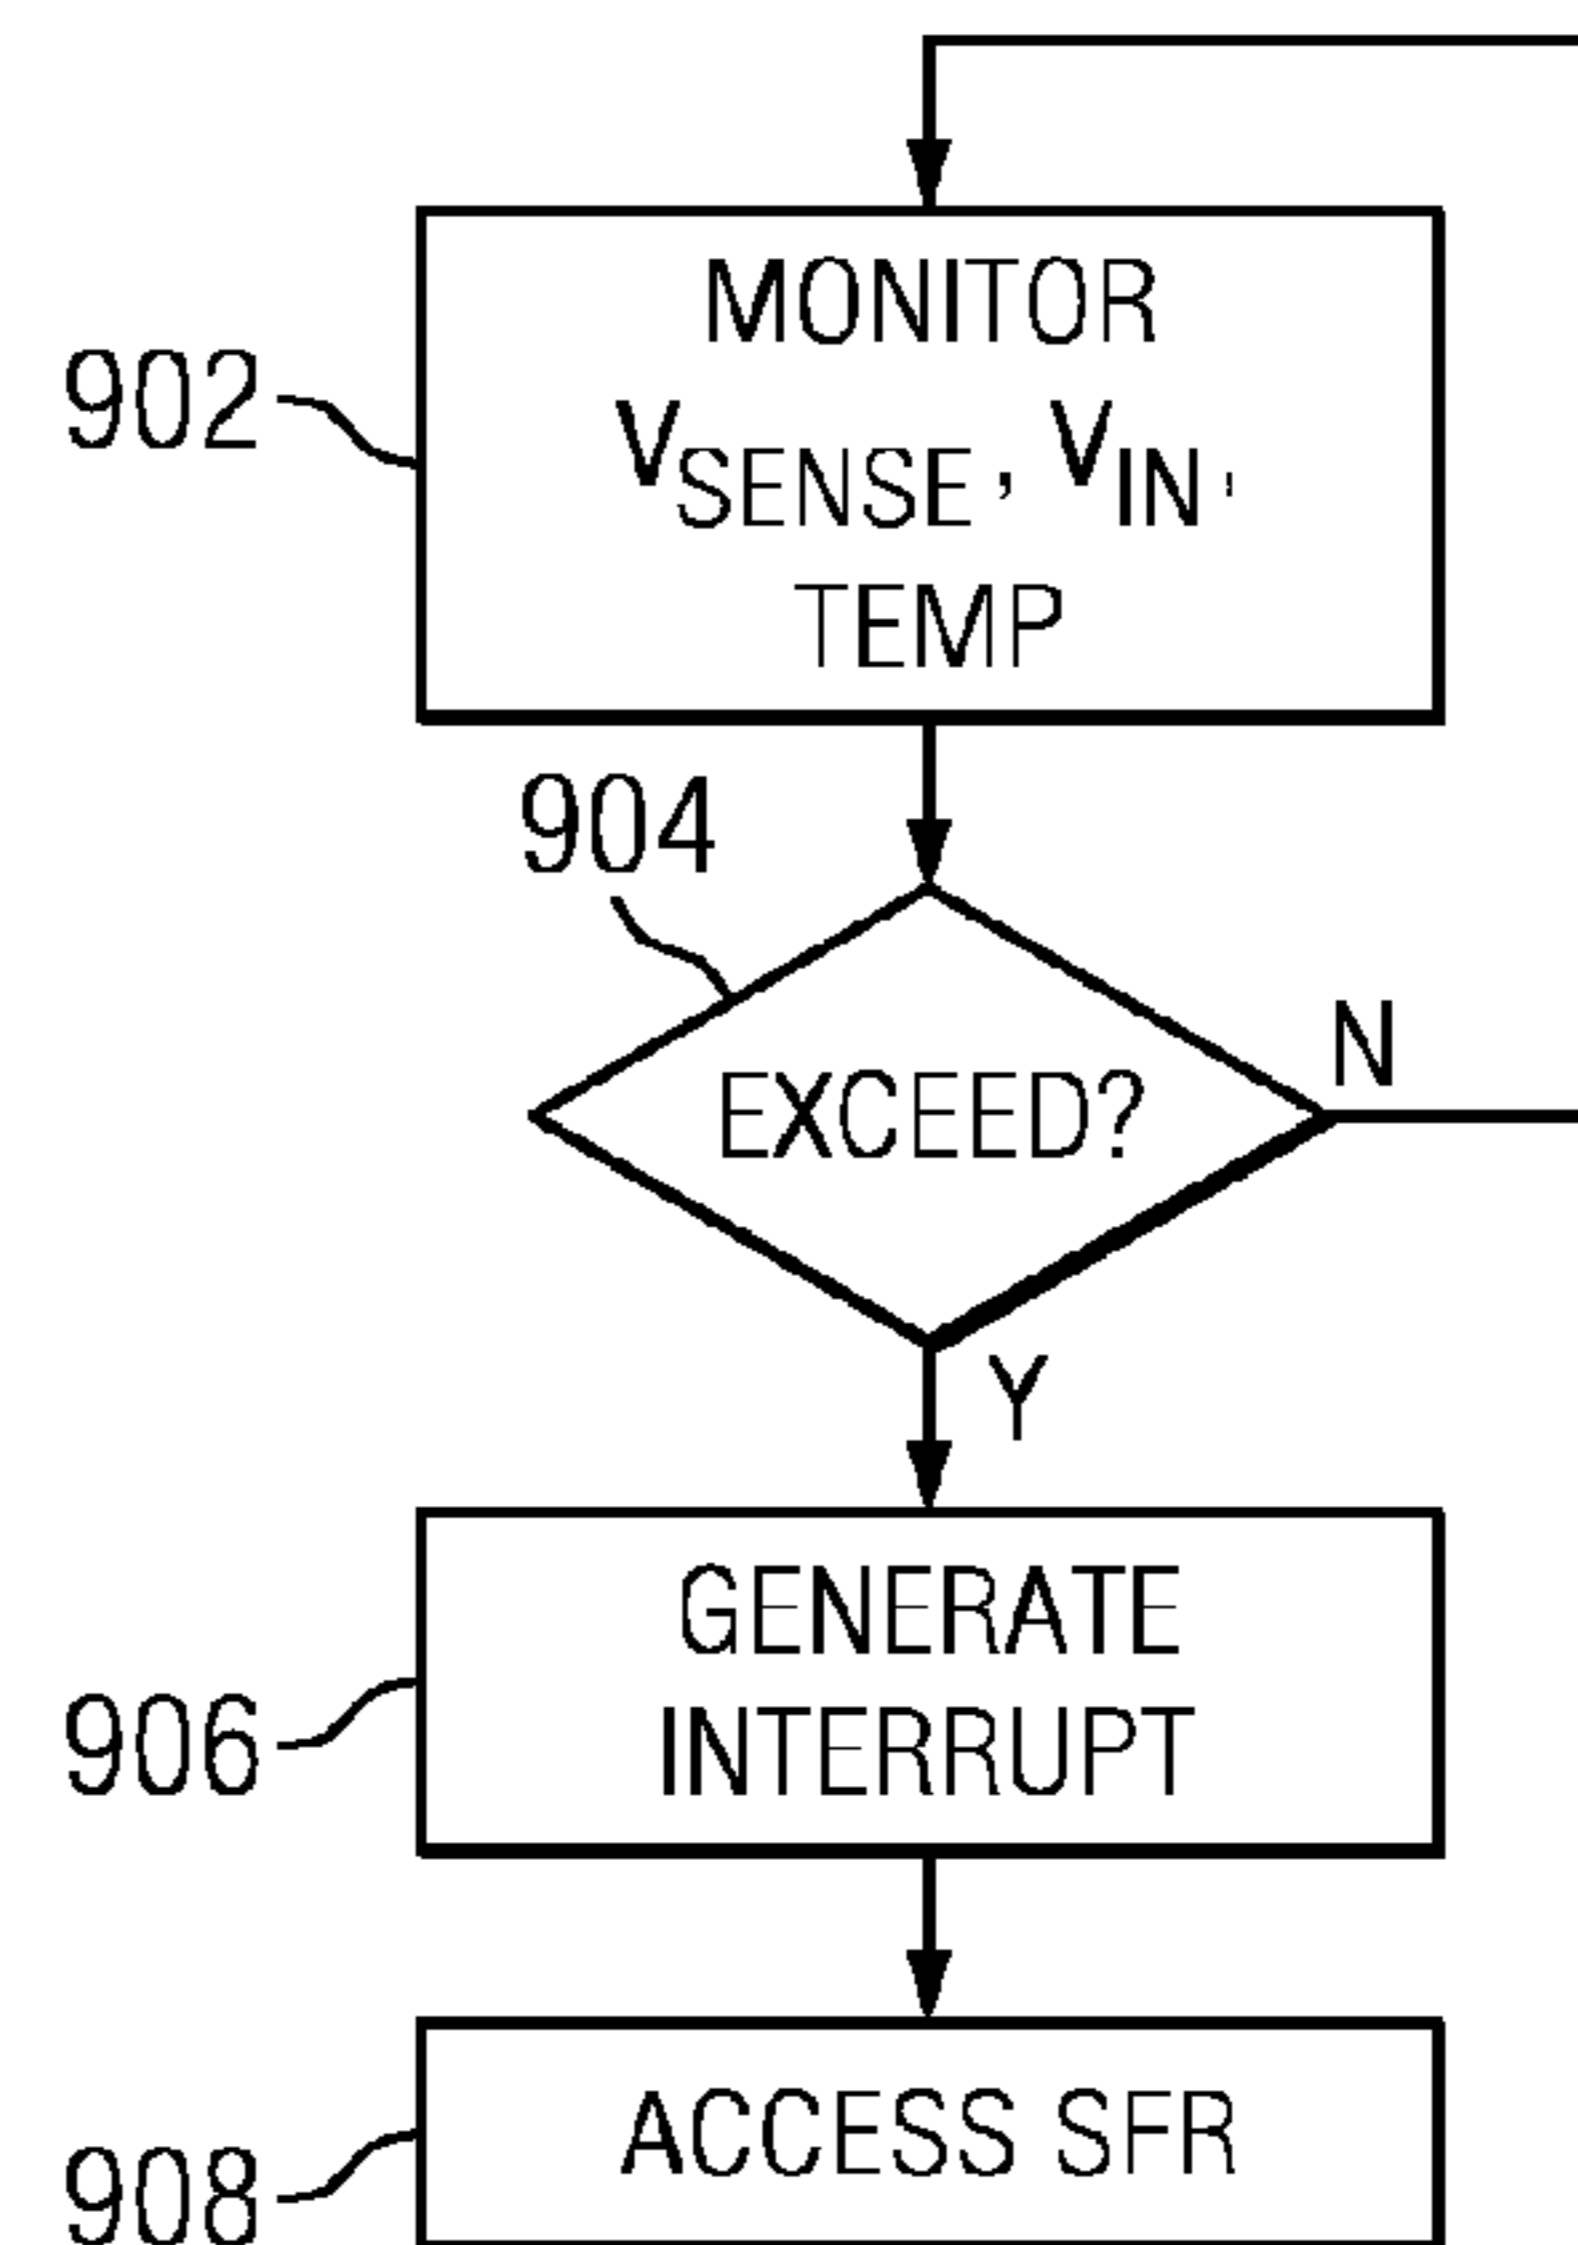 MONITOR
902
VSENSE, VIN,
TEMP
904
N
EXCEED?
Y
GENERATE
906
INTERRUPT
ACCESS SFR
908